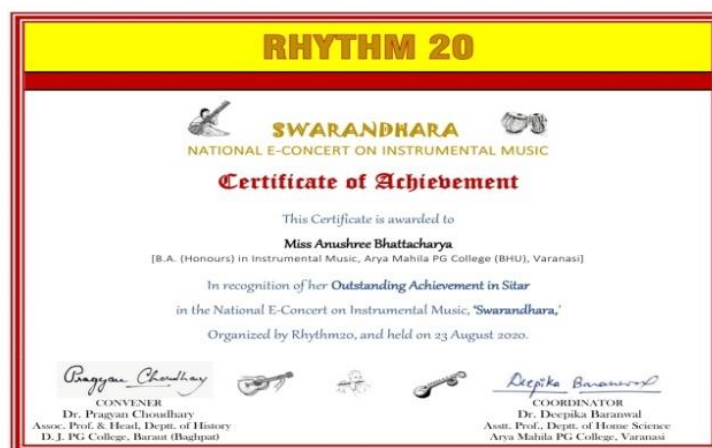 RHYTHM 20
SWARANDHARA
NATIONAL E-CONCERT ON INSTRUMENTAL MUSIC
Certificate of Achievement
This Certificate is awarded to
Miss Anushree Bhattacharya
[B.A. (Honours) in Instrumental Music, Arya Mahila PG College (BHU), Varanasi]
In recognition of her Outstanding Achievement in Sitar
in the National E-Concert on Instrumental Music, 'Swarandhara,'
Organized by Rhythm20, and held on 23 August 2020.
Pragyan Choudhary
CONVENER
Dr. Pragyan Choudhary
Assoc. Prof. & Head, Deptt. of History
D. J. PG College, Baraut (Baghpat)
Deepika Baranwal
COORDINATOR
Dr. Deepika Baranwal
Asstt. Prof., Deptt. of Home Science
Arya Mahila PG College, Varanasi